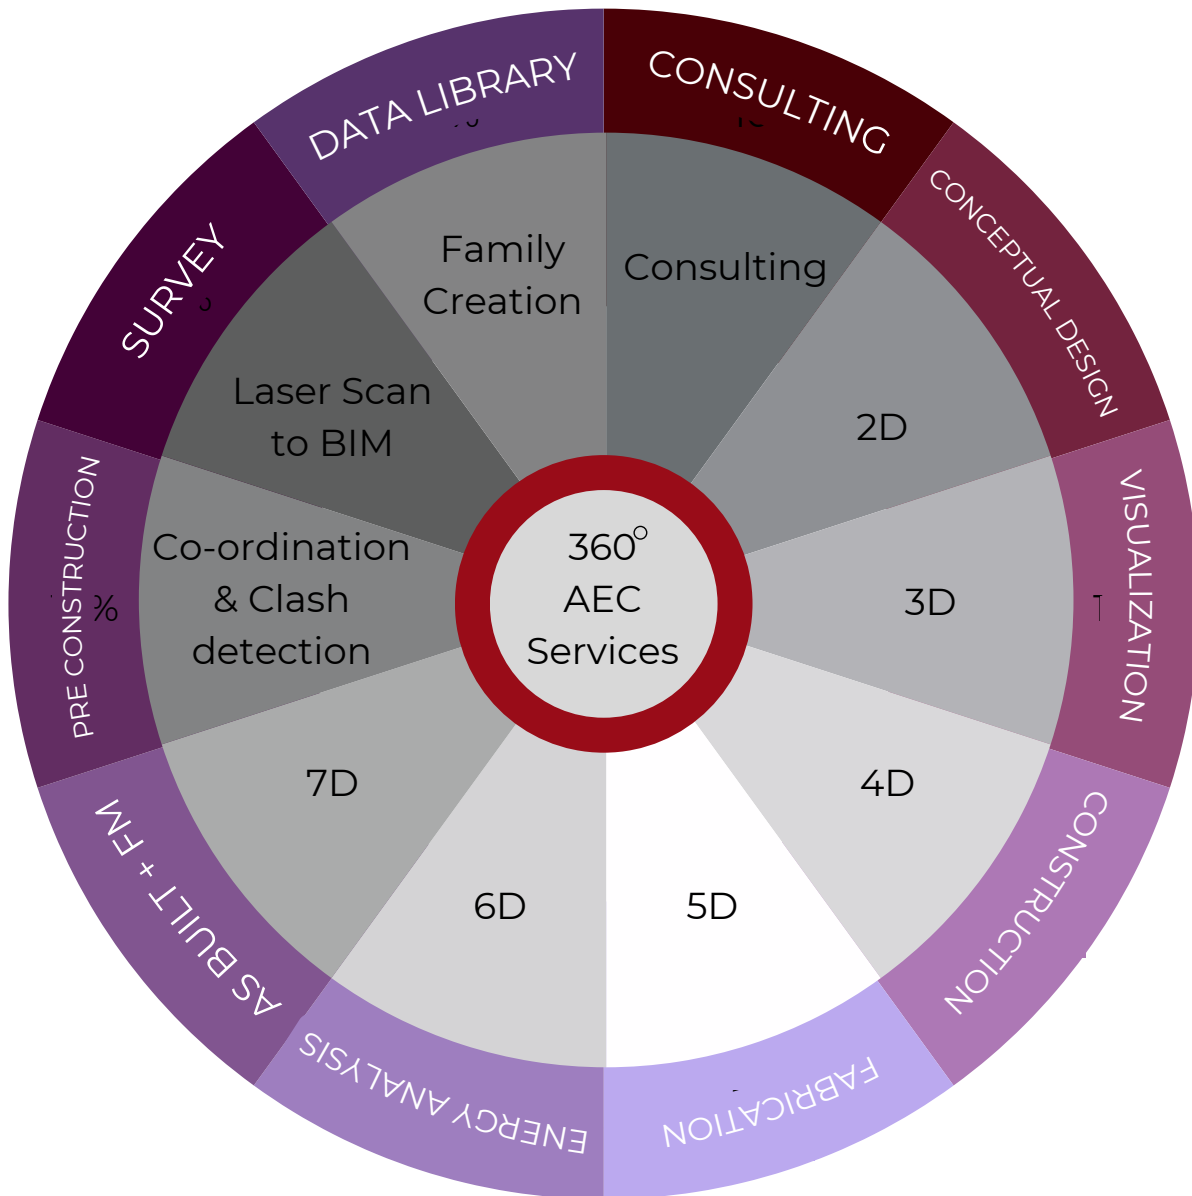 DATA LIBRARY
CONSULTING
CONCEPTUAL DESIGN
VISUALIZATION
CONSTRUCTION
FABRICATION
ENERGY ANALYSIS
AS BUILT + FM
PRE CONSTRUCTION
%
SURVEY
Family
Creation
Consulting
2D
3D
4D
5D
6D
7D
Co-ordination
& Clash
detection
Laser Scan
to BIM
360°
AEC
Services